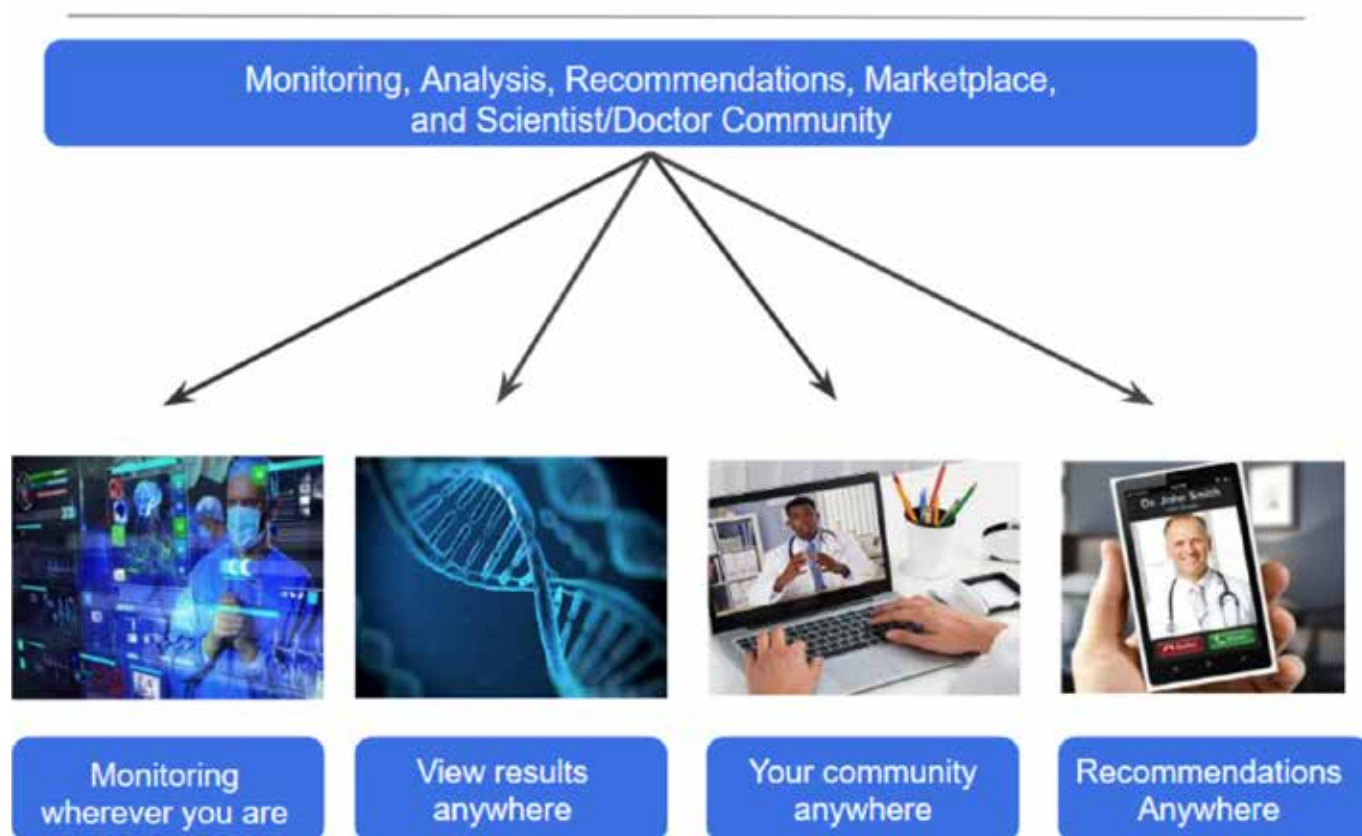 Monitoring, Analysis, Recommendations, Marketplace,
and Scientist/Doctor Community
Dr. John Smith
Monitoring
wherever you are
View results
anywhere
Your community
anywhere
Recommendations
Anywhere